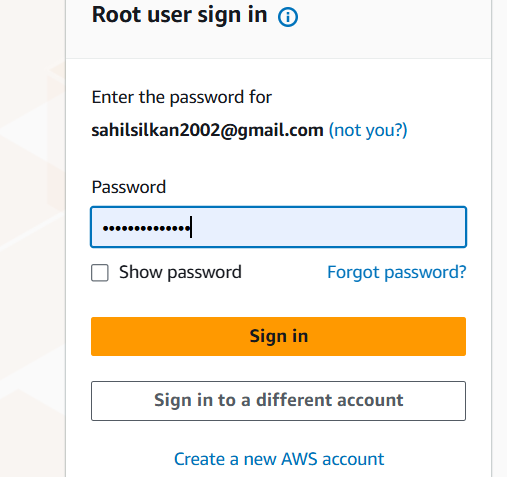 Root user sign in
Enter the password for
sahilsilkan2002@gmail.com (not you?)
Password
••••••••••••••
Show password
Forgot password?
Sign in
Sign in to a different account
Create a new AWS account